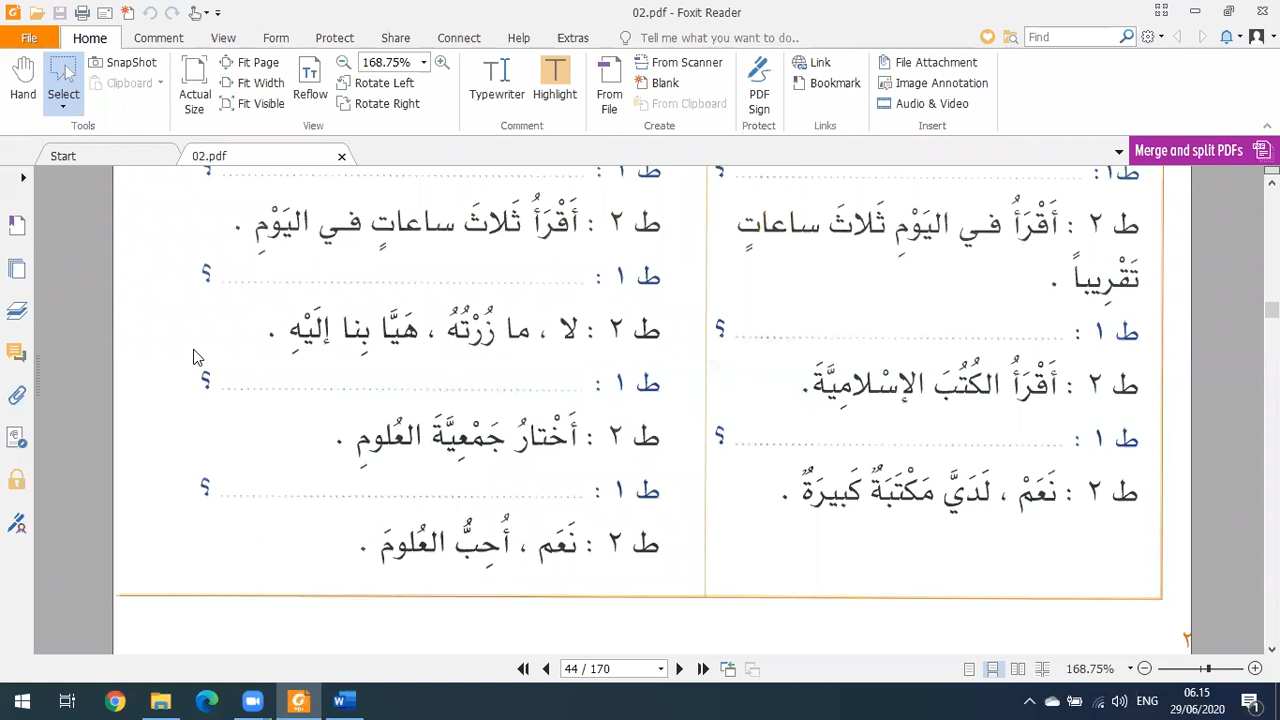 02.pdf - Foxit Reader
File Home Comment View Form Protect Share Connect Help Extras Tell me what you want to do.. Find
Hand
Select
SnapShot
Clipboard
Tools
Actual Size
Fit Page
Fit Width
Fit Visible
Reflow
168.75%
Rotate Left
Rotate Right
View
Typewriter
Highlight
Comment
From File
From Scanner
Blank
From Clipboard
Create
PDF Sign
Protect
Link
Bookmark
Links
File Attachment
Image Annotation
Audio & Video
Insert
Start 02.pdf Merge and split PDFs
ط ١: ........................ ؟
ط ٢ : أَقْرَأُ في اليَوْمِ ثَلاثَ ساعاتٍ
تَقْرِيباً .
ط ١ : ........................ ؟
ط ٢ : أَقْرَأُ الكُتُبَ الإسْلامِيَّةَ.
ط ١ : ........................ ؟
ط ٢ : نَعَمْ ، لَدَيَّ مَكْتَبَةٌ كَبيرَةٌ .
ط ١ : ........................ ؟
ط ٢ : أَقْرَأُ ثَلاثَ ساعاتٍ في اليَوْمِ .
ط ١ : ........................ ؟
ط ٢ : لا ، ما زُرْتُهُ ، هَيَّا بِنا إلَيْهِ .
ط ١ : ........................ ؟
ط ٢ : أَخْتارُ جَمْعِيَّةَ العُلومِ .
ط ١ : ........................ ؟
ط ٢ : نَعَم ، أُحِبُّ العُلومَ .
٢
44 / 170 168.75%
ENG 06.15
29/06/2020